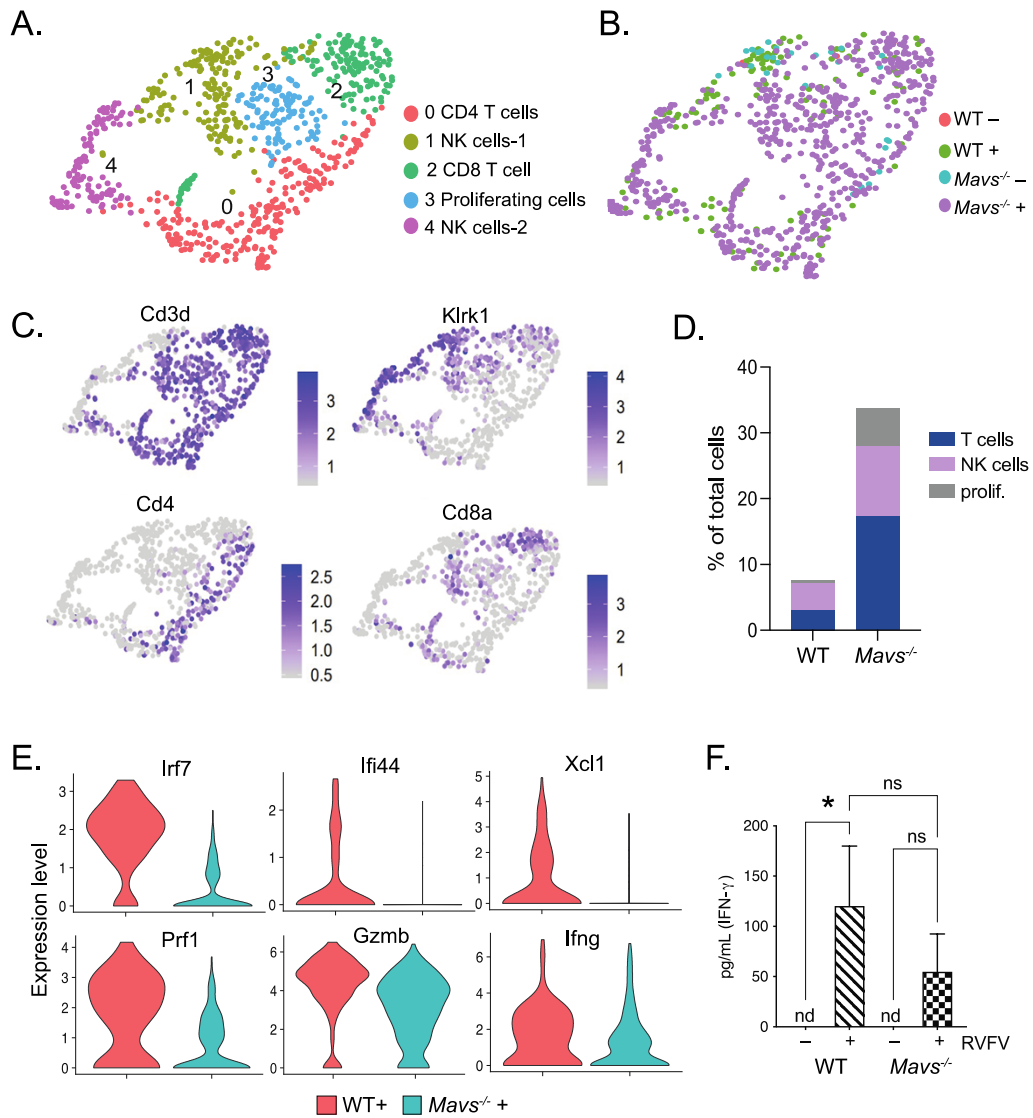 A.
1
3
2
4
0
0 CD4 T cells
1 NK cells-1
2 CD8 T cell
3 Proliferating cells
4 NK cells-2
B.
WT –
WT +
Mavs-/- –
Mavs-/- +
C.
Cd3d
3
2
1
Klrk1
4
3
2
1
Cd4
2.5
2.0
1.5
1.0
0.5
Cd8a
3
2
1
D.
% of total cells
40
30
20
10
0
WT
Mavs-/-
T cells
NK cells
prolif.
E.
Expression level
Irf7
3
2
1
0
Ifi44
2
1
0
Xcl1
5
4
3
2
1
0
Prf1
4
3
2
1
0
Gzmb
6
4
2
0
Ifng
6
4
2
0
WT+
Mavs-/- +
F.
pg/mL (IFN-γ)
200
150
100
50
0
ns
*
ns
nd
nd
– + – + RVFV
WT Mavs-/-